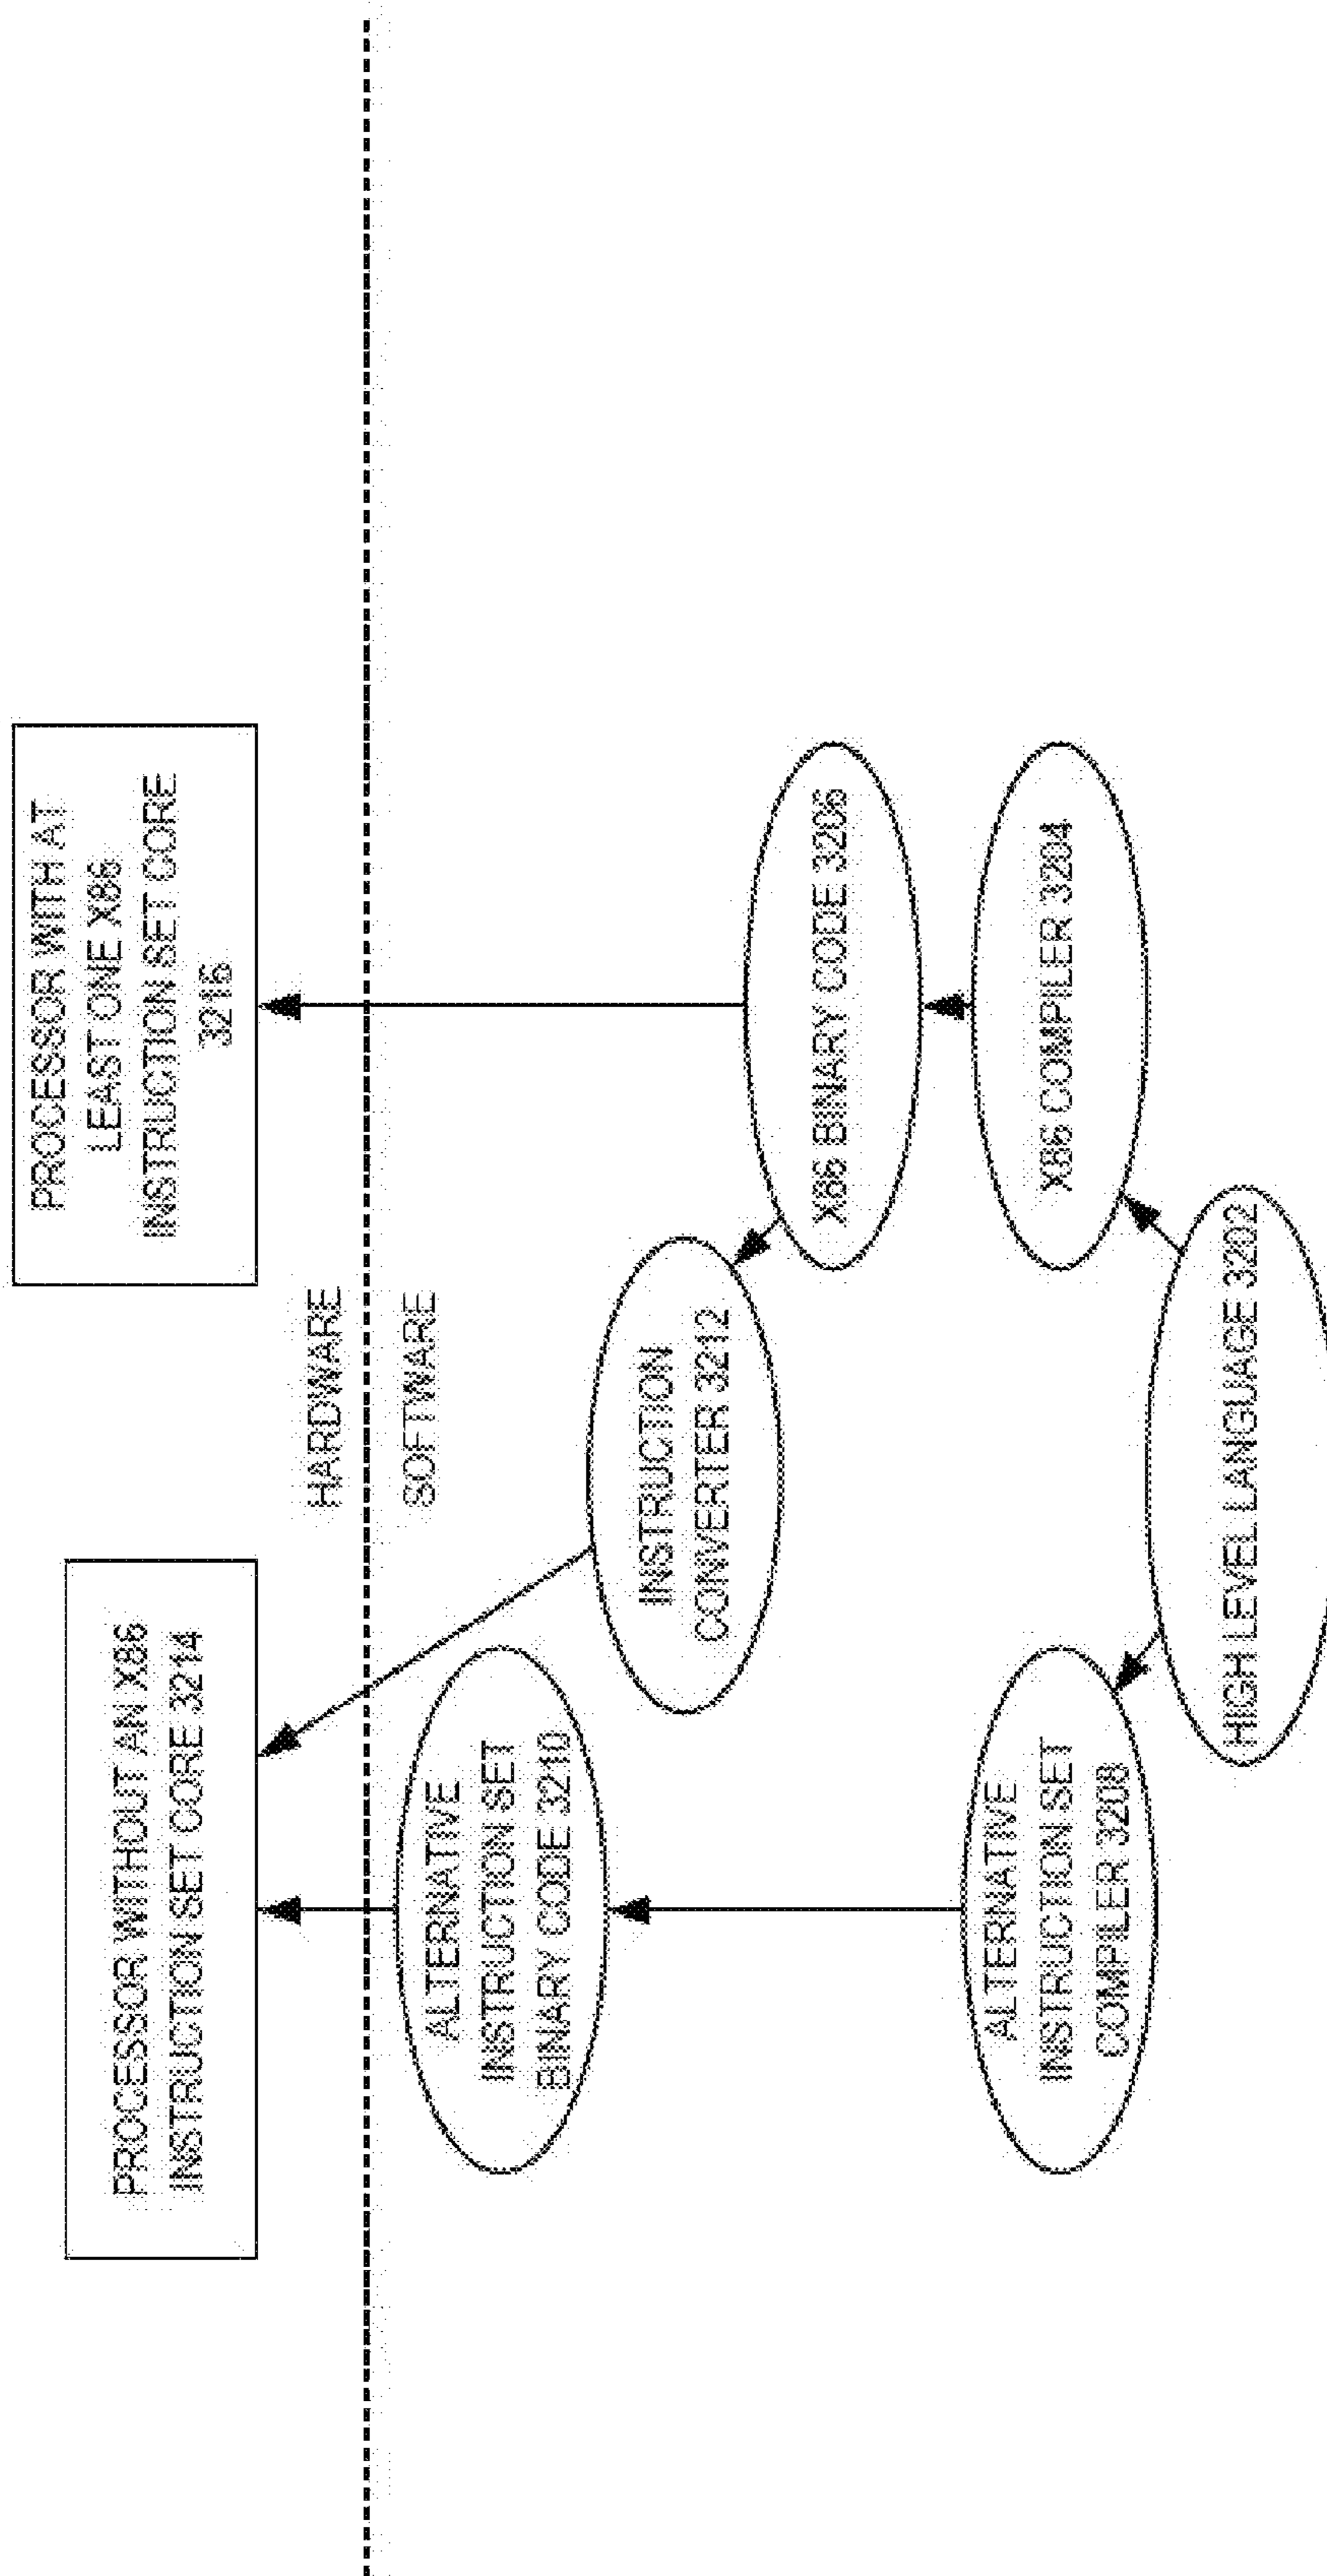 PROCESSOR WITHOUT AN X86
INSTRUCTION SET CORE 3214
PROCESSOR WITH AT
LEAST ONE X86
INSTRUCTION SET CORE
3216
HARDWARE
SOFTWARE
ALTERNATIVE
INSTRUCTION SET
BINARY CODE 3210
INSTRUCTION
CONVERTER 3212
X86 BINARY CODE 3206
ALTERNATIVE
INSTRUCTION SET
COMPILER 3208
X86 COMPILER 3204
HIGH LEVEL LANGUAGE 3202